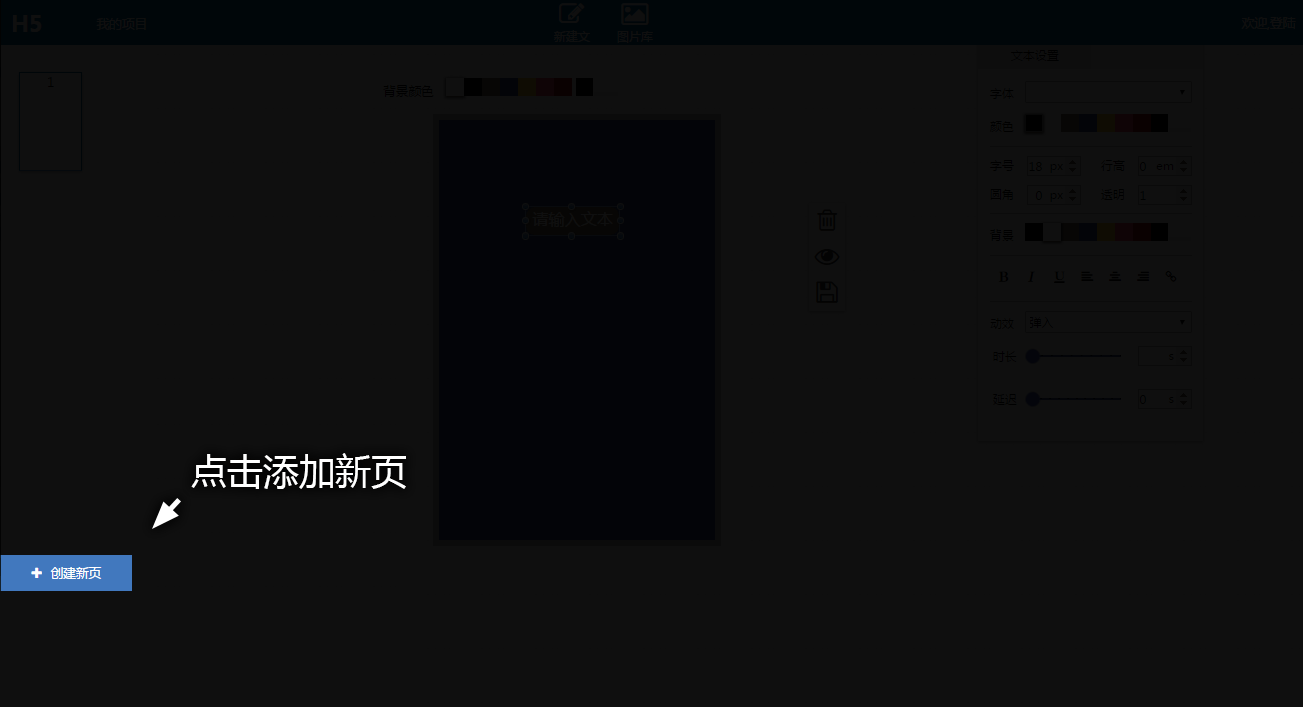 H5
我的项目
新建文
图片库
欢迎,登陆
1
背景颜色
文本设置
字体
颜色
字号 18 px 行高 0 em
圆角 0 px 透明 1
背景
B I U
动效 弹入
时长 s
延迟 0 s
请输入文本
点击添加新页
创建新页